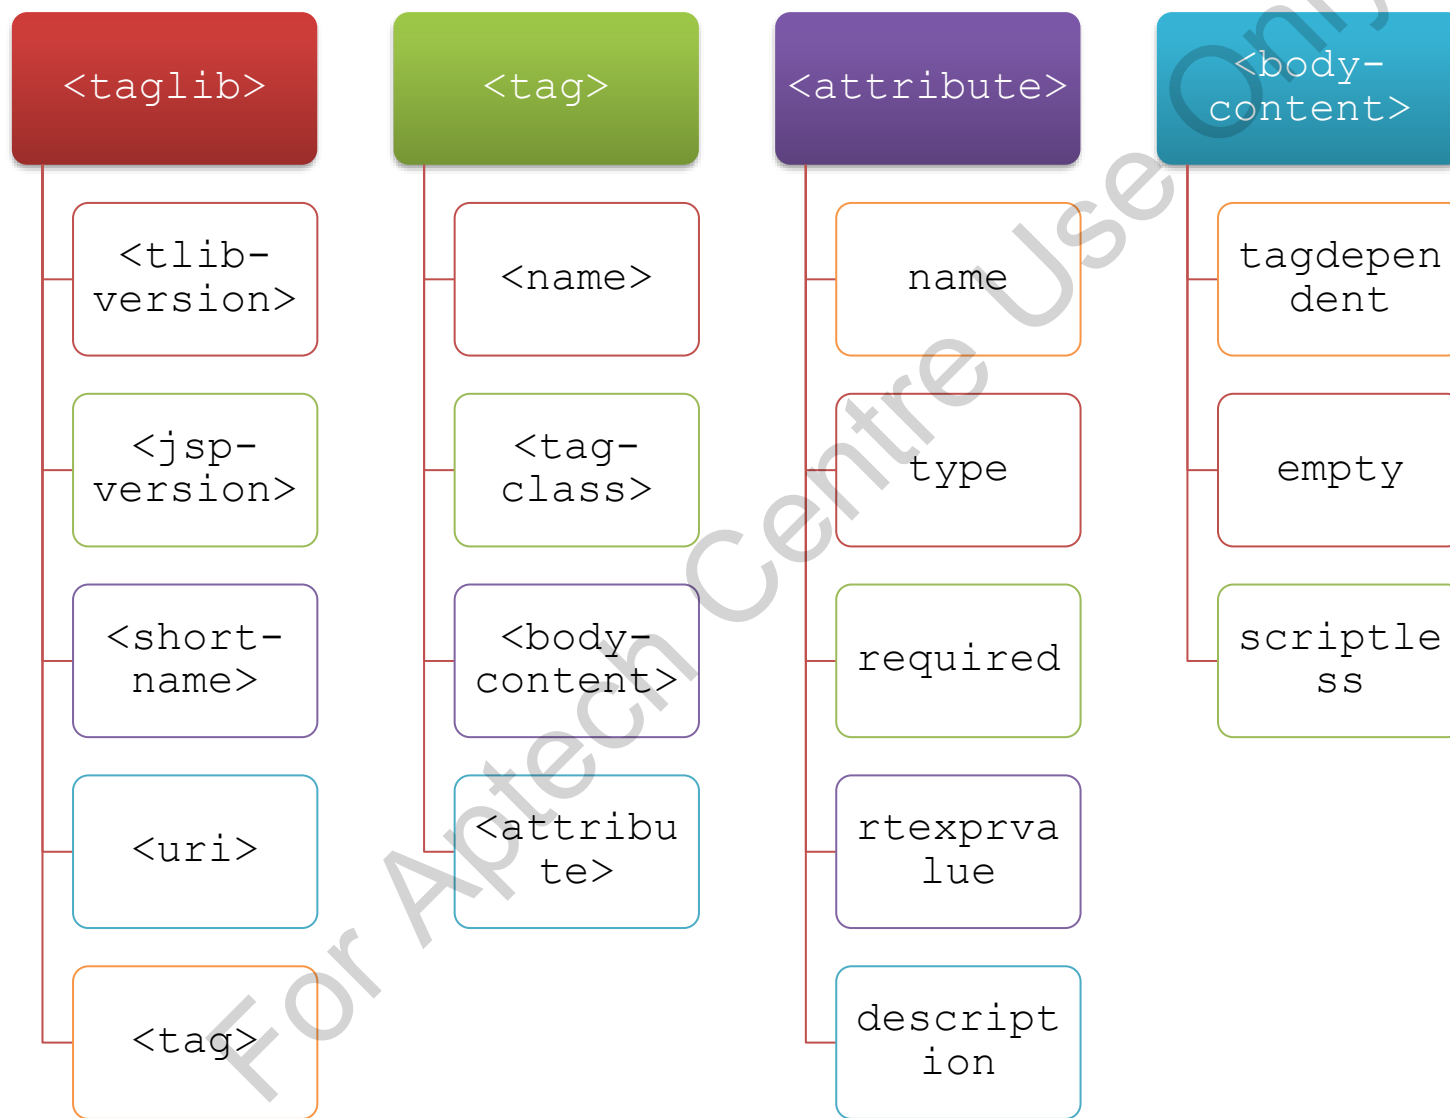 <taglib>
<tlib-
version>
<jsp-
version>
<short-
name>
<uri>
<tag>
<tag>
<name>
<tag-
class>
<body-
content>
<attribu
te>
<attribute>
name
type
required
rtexprva
lue
descript
ion
<body-
content>
tagdepen
dent
empty
scriptle
ss
For Aptech Centre Use Only